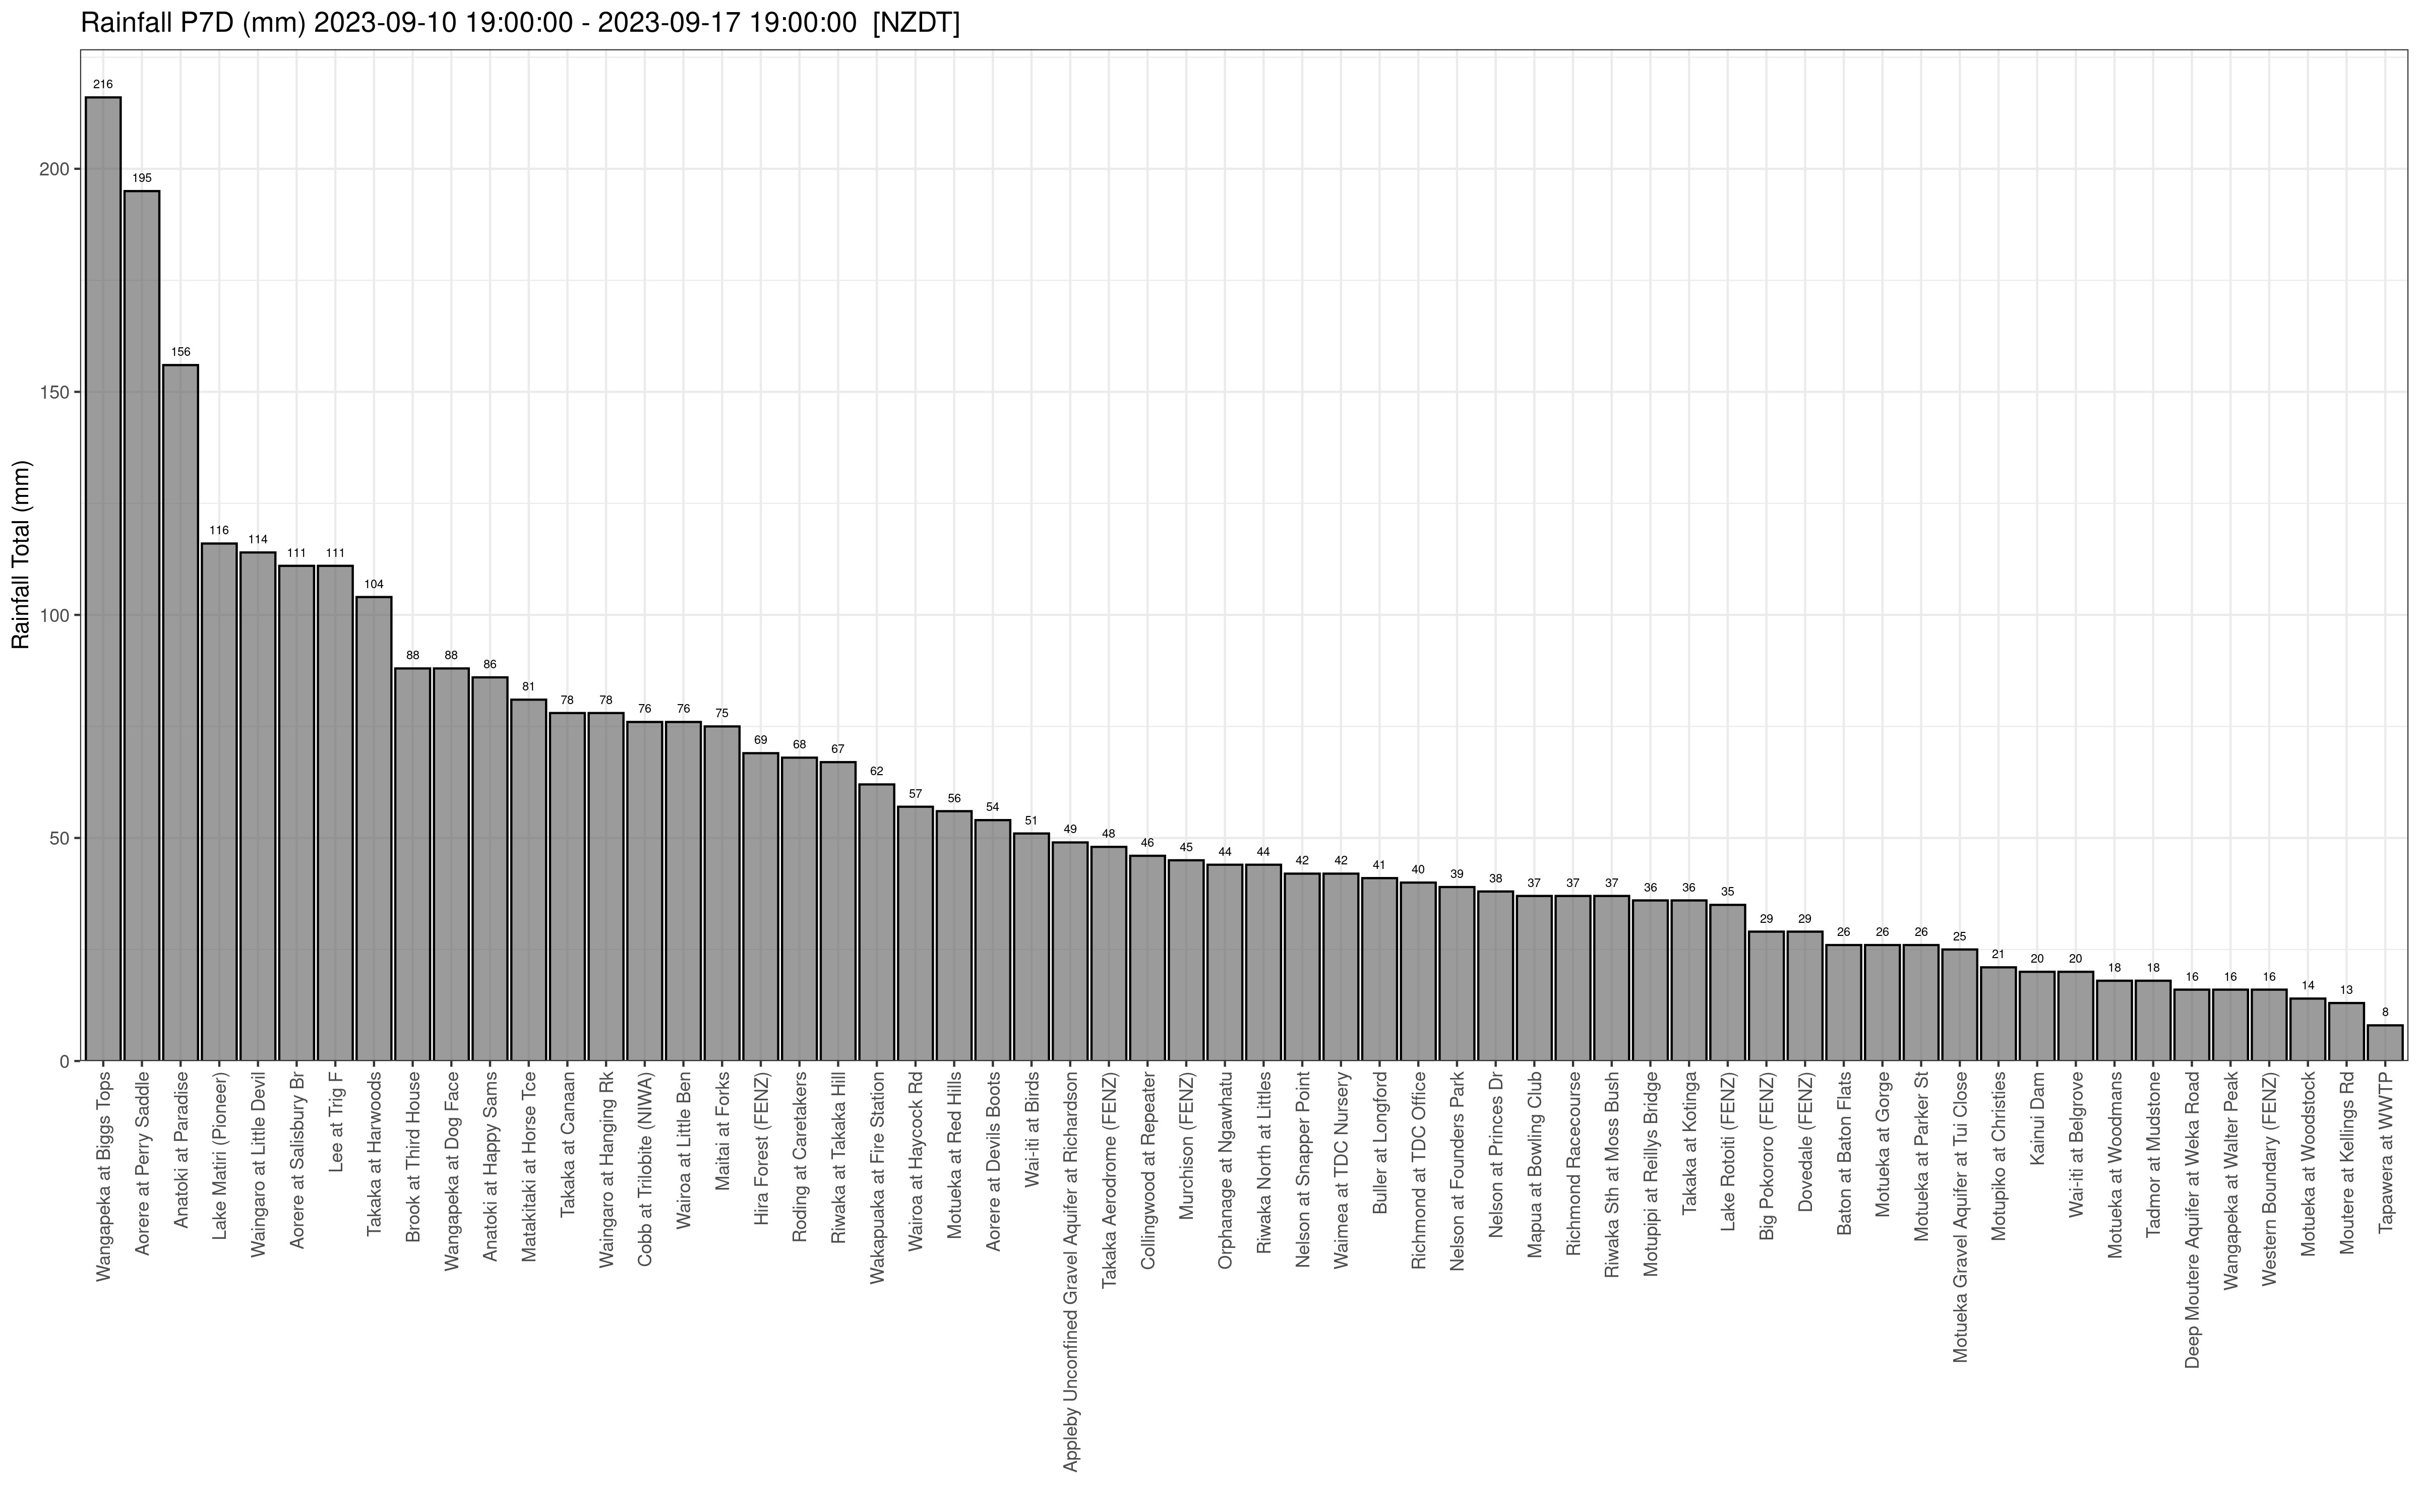 Rainfall P7D (mm) 2023-09-10 19:00:00 - 2023-09-17 19:00:00  [NZDT]
Rainfall Total (mm)
200
150
100
50
0
216
195
156
116
114
111
111
104
88
88
86
81
78
78
76
76
75
69
68
67
62
57
56
54
51
49
48
46
45
44
44
42
42
41
40
39
38
37
37
37
36
36
35
29
29
26
26
26
25
21
20
20
18
18
16
16
16
14
13
8
Wangapeka at Biggs Tops
Aorere at Perry Saddle
Anatoki at Paradise
Lake Matiri (Pioneer)
Waingaro at Little Devil
Aorere at Salisbury Br
Lee at Trig F
Takaka at Harwoods
Brook at Third House
Wangapeka at Dog Face
Anatoki at Happy Sams
Matakitaki at Horse Tce
Takaka at Canaan
Waingaro at Hanging Rk
Cobb at Trilobite (NIWA)
Wairoa at Little Ben
Maitai at Forks
Hira Forest (FENZ)
Roding at Caretakers
Riwaka at Takaka Hill
Wakapuaka at Fire Station
Wairoa at Haycock Rd
Motueka at Red Hills
Aorere at Devils Boots
Wai-iti at Birds
Appleby Unconfined Gravel Aquifer at Richardson
Takaka Aerodrome (FENZ)
Collingwood at Repeater
Murchison (FENZ)
Orphanage at Ngawhatu
Riwaka North at Littles
Nelson at Snapper Point
Waimea at TDC Nursery
Buller at Longford
Richmond at TDC Office
Nelson at Founders Park
Nelson at Princes Dr
Mapua at Bowling Club
Richmond Racecourse
Riwaka Sth at Moss Bush
Motupipi at Reillys Bridge
Takaka at Kotinga
Lake Rotoiti (FENZ)
Big Pokororo (FENZ)
Dovedale (FENZ)
Baton at Baton Flats
Motueka at Gorge
Motueka at Parker St
Motueka Gravel Aquifer at Tui Close
Motupiko at Christies
Kainui Dam
Wai-iti at Belgrove
Motueka at Woodmans
Tadmor at Mudstone
Deep Moutere Aquifer at Weka Road
Wangapeka at Walter Peak
Western Boundary (FENZ)
Motueka at Woodstock
Moutere at Kellings Rd
Tapawera at WWTP